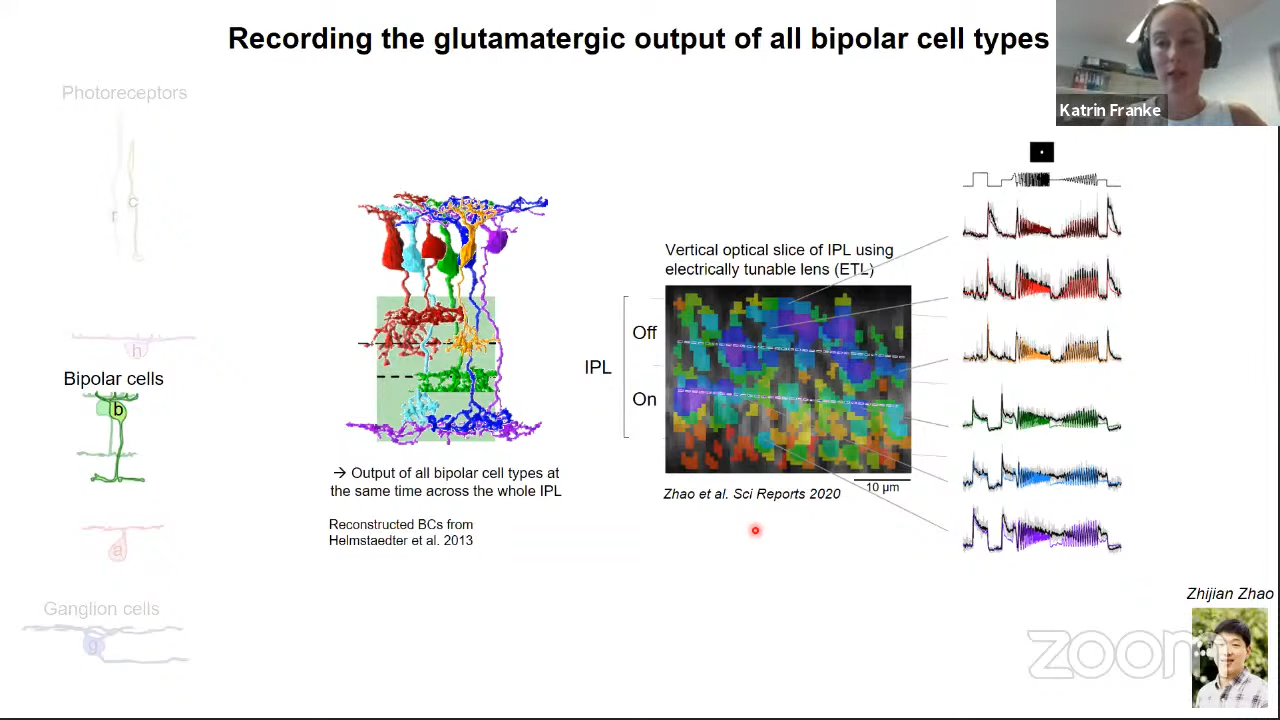 Recording the glutamatergic output of all bipolar cell types
Katrin Franke
Photoreceptors
r
c
h
Bipolar cells
b
a
Ganglion cells
g
→ Output of all bipolar cell types at
the same time across the whole IPL
Reconstructed BCs from
Helmstaedter et al. 2013
Vertical optical slice of IPL using
electrically tunable lens (ETL)
IPL
Off
On
10 µm
Zhao et al. Sci Reports 2020
Zhijian Zhao
zoom